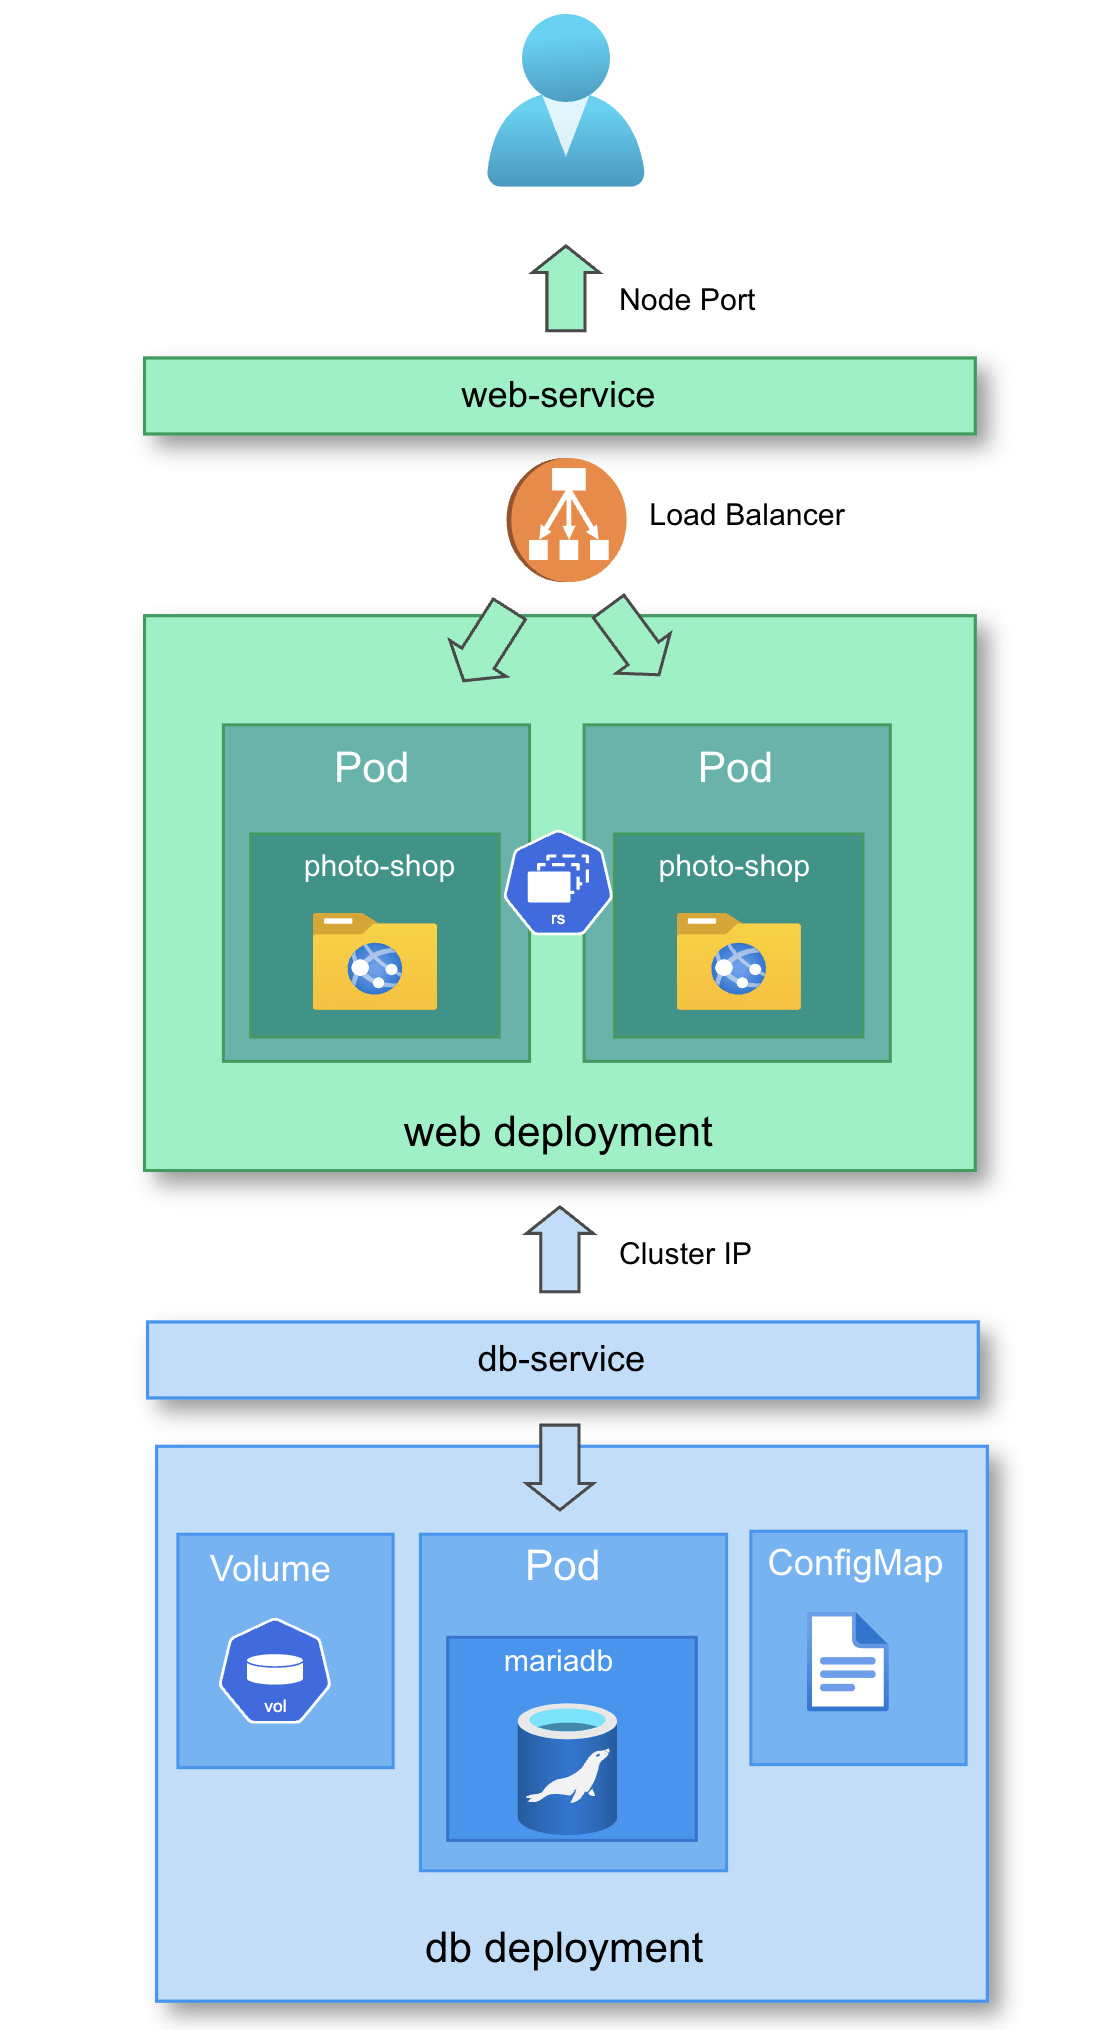 Node Port
web-service
Load Balancer
Pod
Pod
photo-shop
photo-shop
rs
web deployment
Cluster IP
db-service
Volume
Pod
ConfigMap
mariadb
vol
db deployment